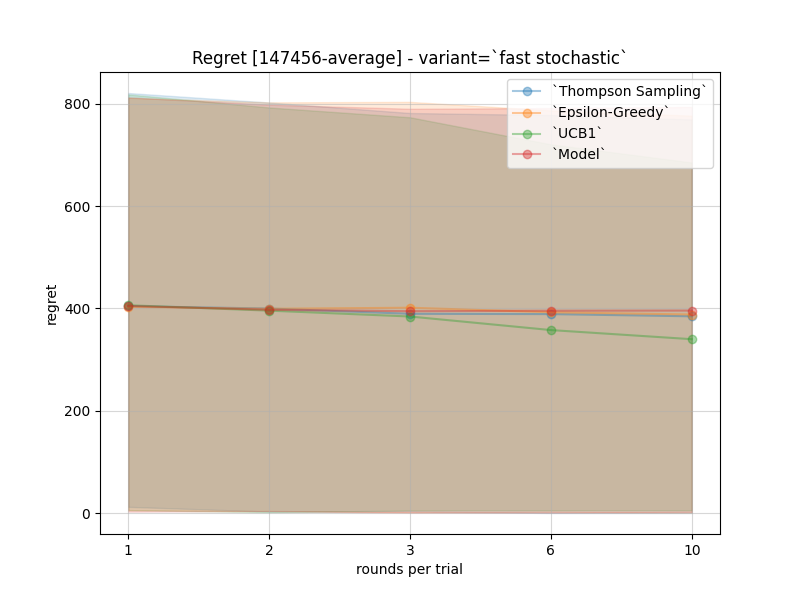 Regret [147456-average] - variant=`fast stochastic`
`Thompson Sampling`
`Epsilon-Greedy`
`UCB1`
`Model`
800
600
400
200
0
regret
1 2 3 6 10
rounds per trial